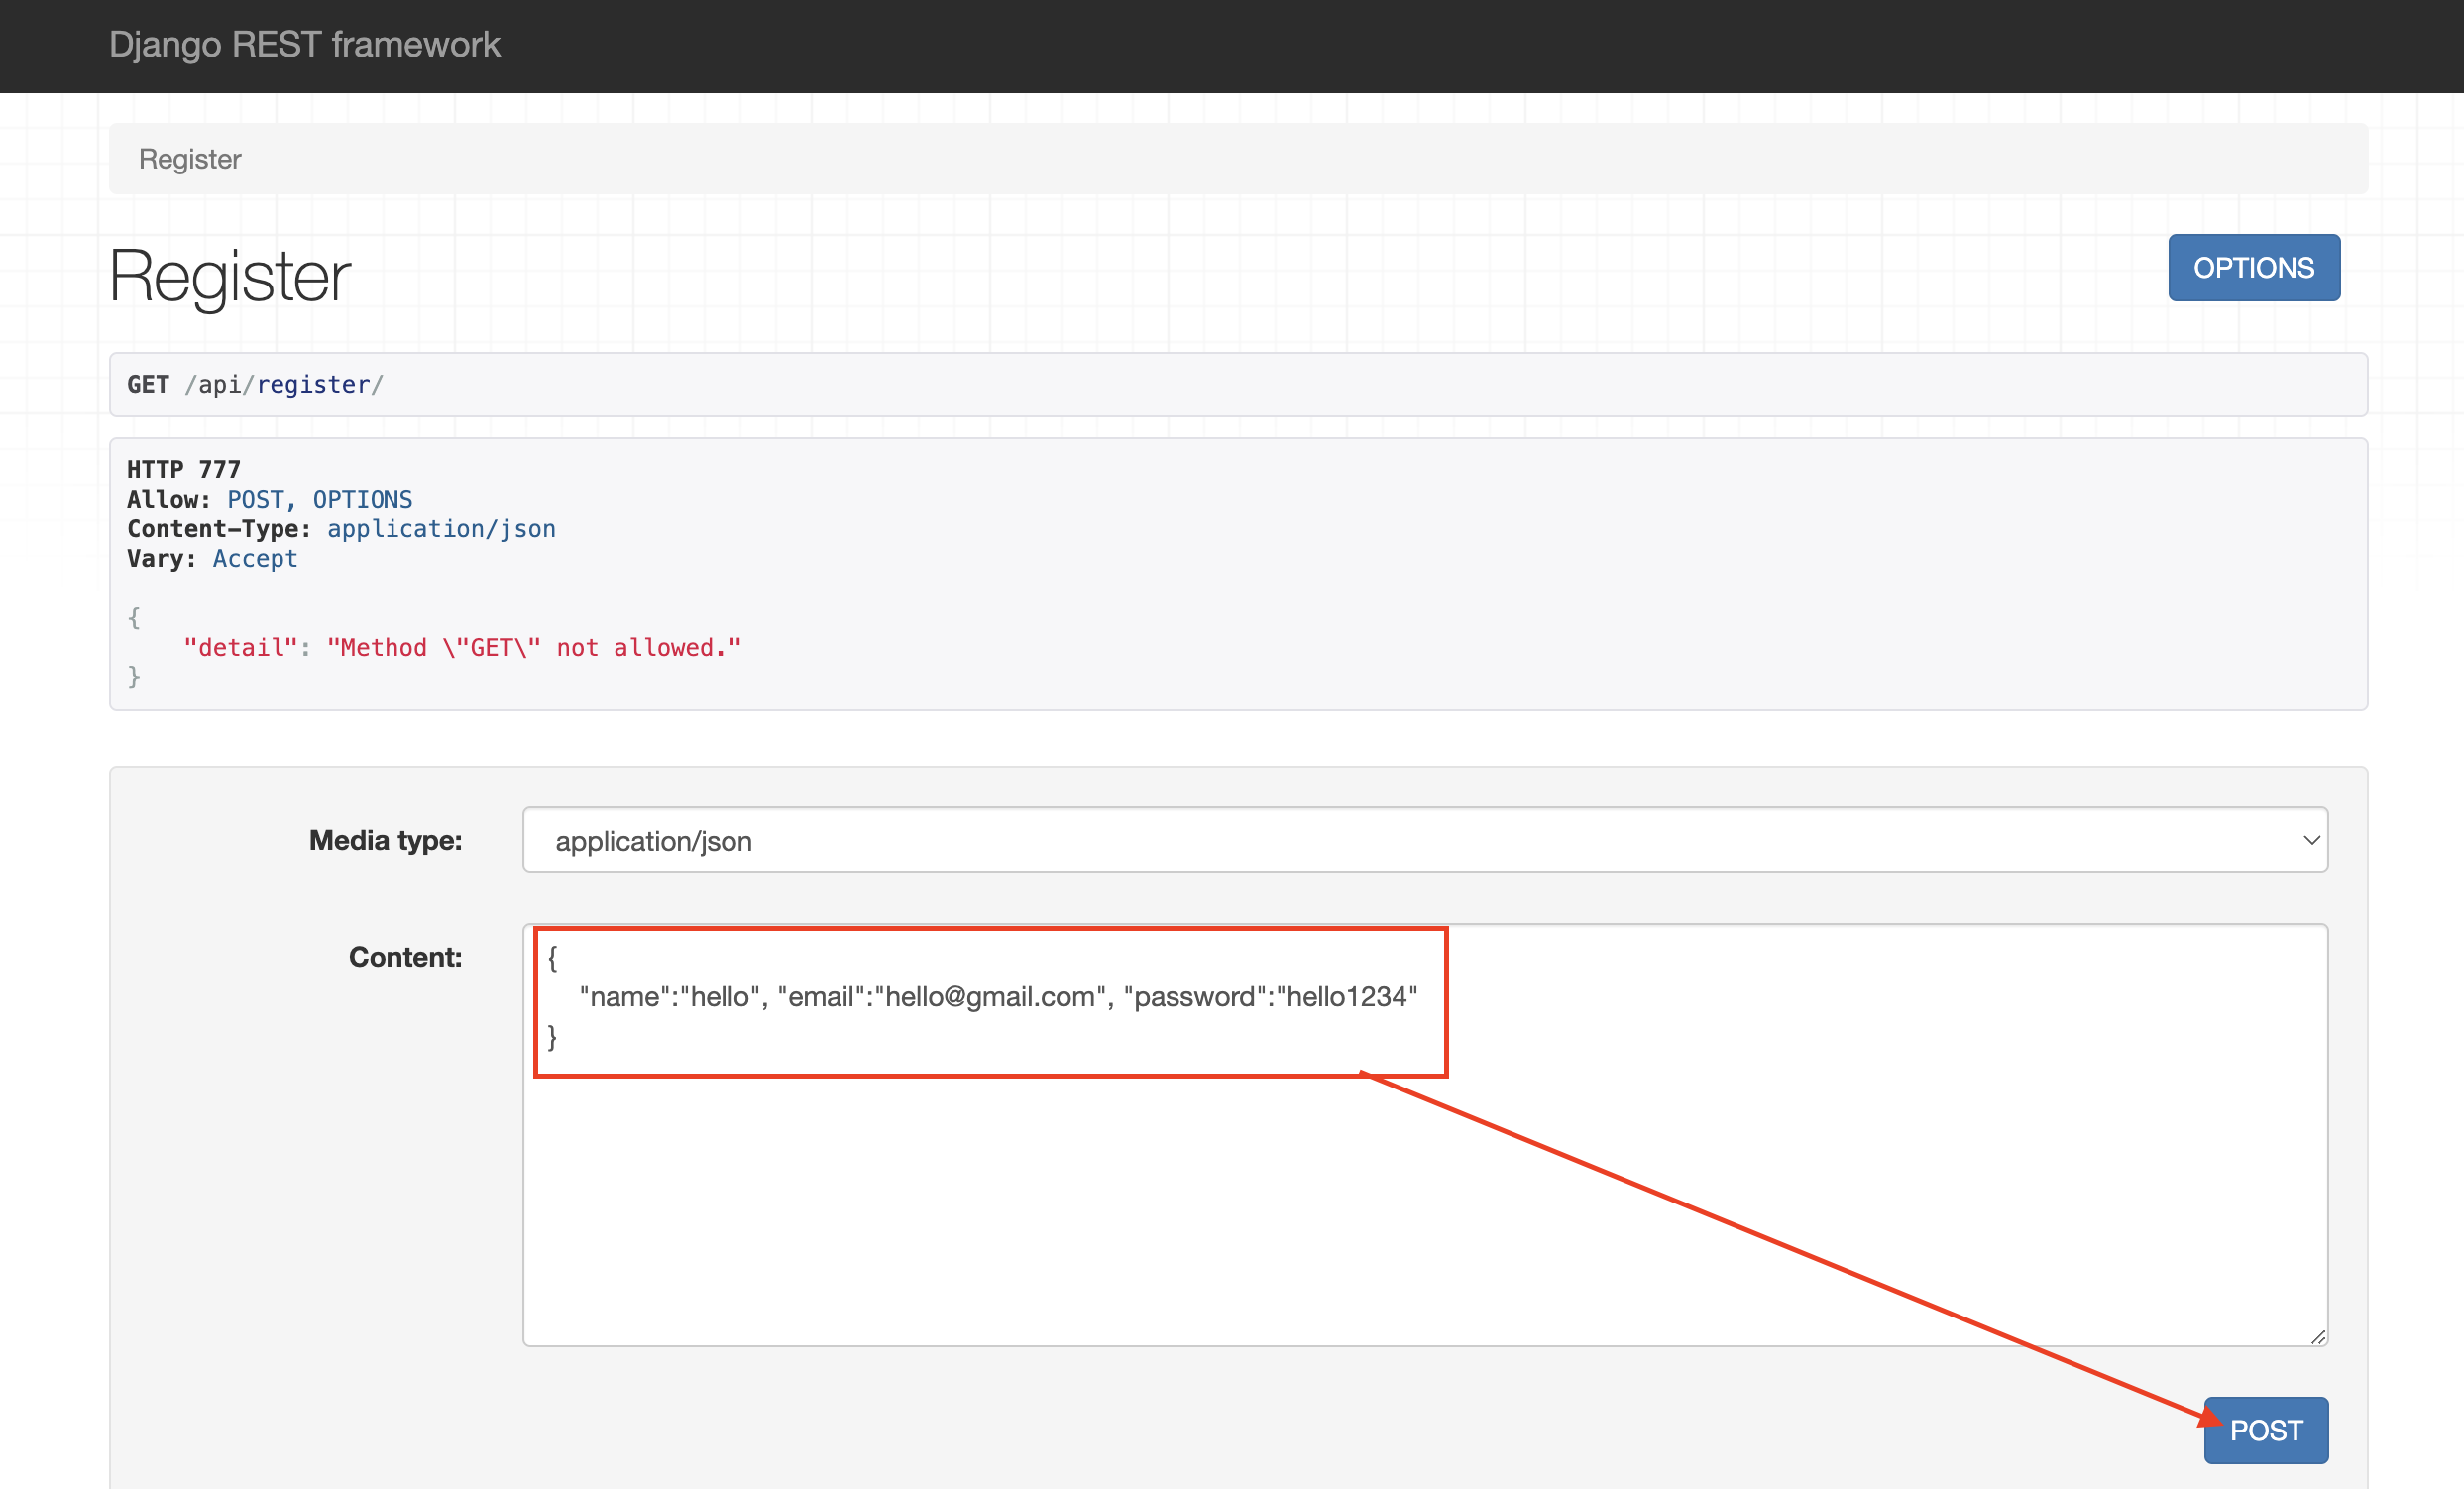 Django REST framework
Register
Register
OPTIONS
GET /api/register/
HTTP 777
Allow: POST, OPTIONS
Content-Type: application/json
Vary: Accept
{
    "detail": "Method \"GET\" not allowed."
}
Media type:
application/json
Content:
{
    "name":"hello", "email":"hello@gmail.com", "password":"hello1234"
}
POST